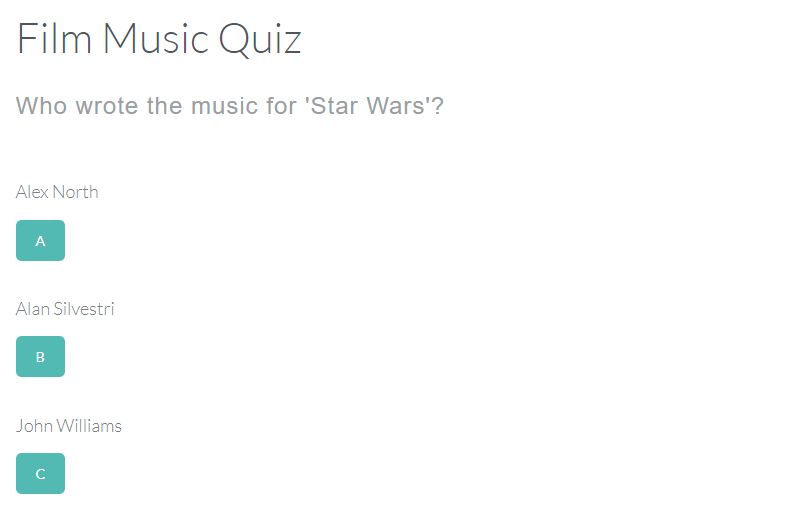 Film Music Quiz
Who wrote the music for 'Star Wars'?
Alex North
A
Alan Silvestri
B
John Williams
C